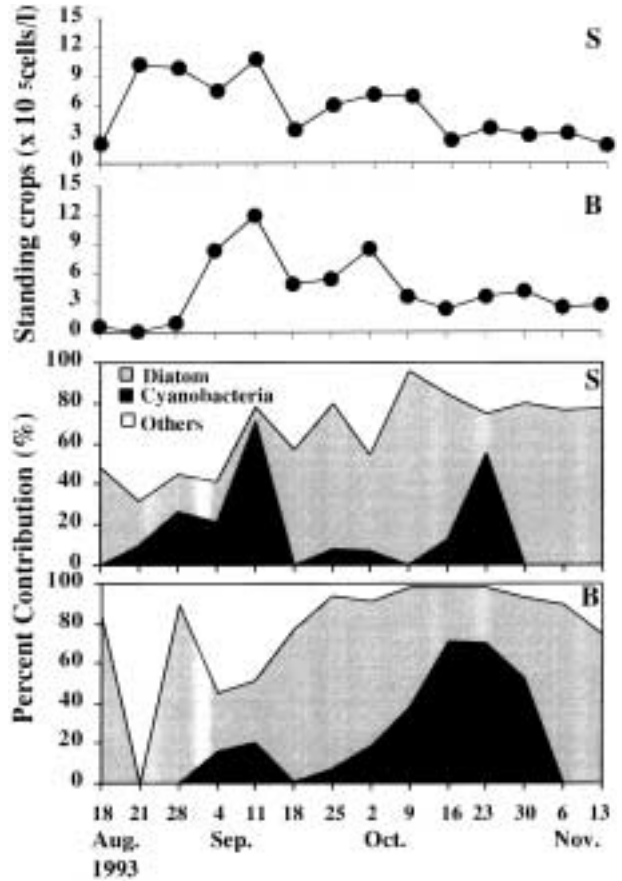 Standing crops (x 10 5cells/l)
15
12
9
6
3
0
S
15
12
9
6
3
0
B
Percent Contribution (%)
100
80
60
40
20
0
Diatom
Cyanobacteria
Others
S
100
80
60
40
20
0
B
18 21 28 4 11 18 25 2 9 16 23 30 6 13
Aug. Sep. Oct. Nov.
1993